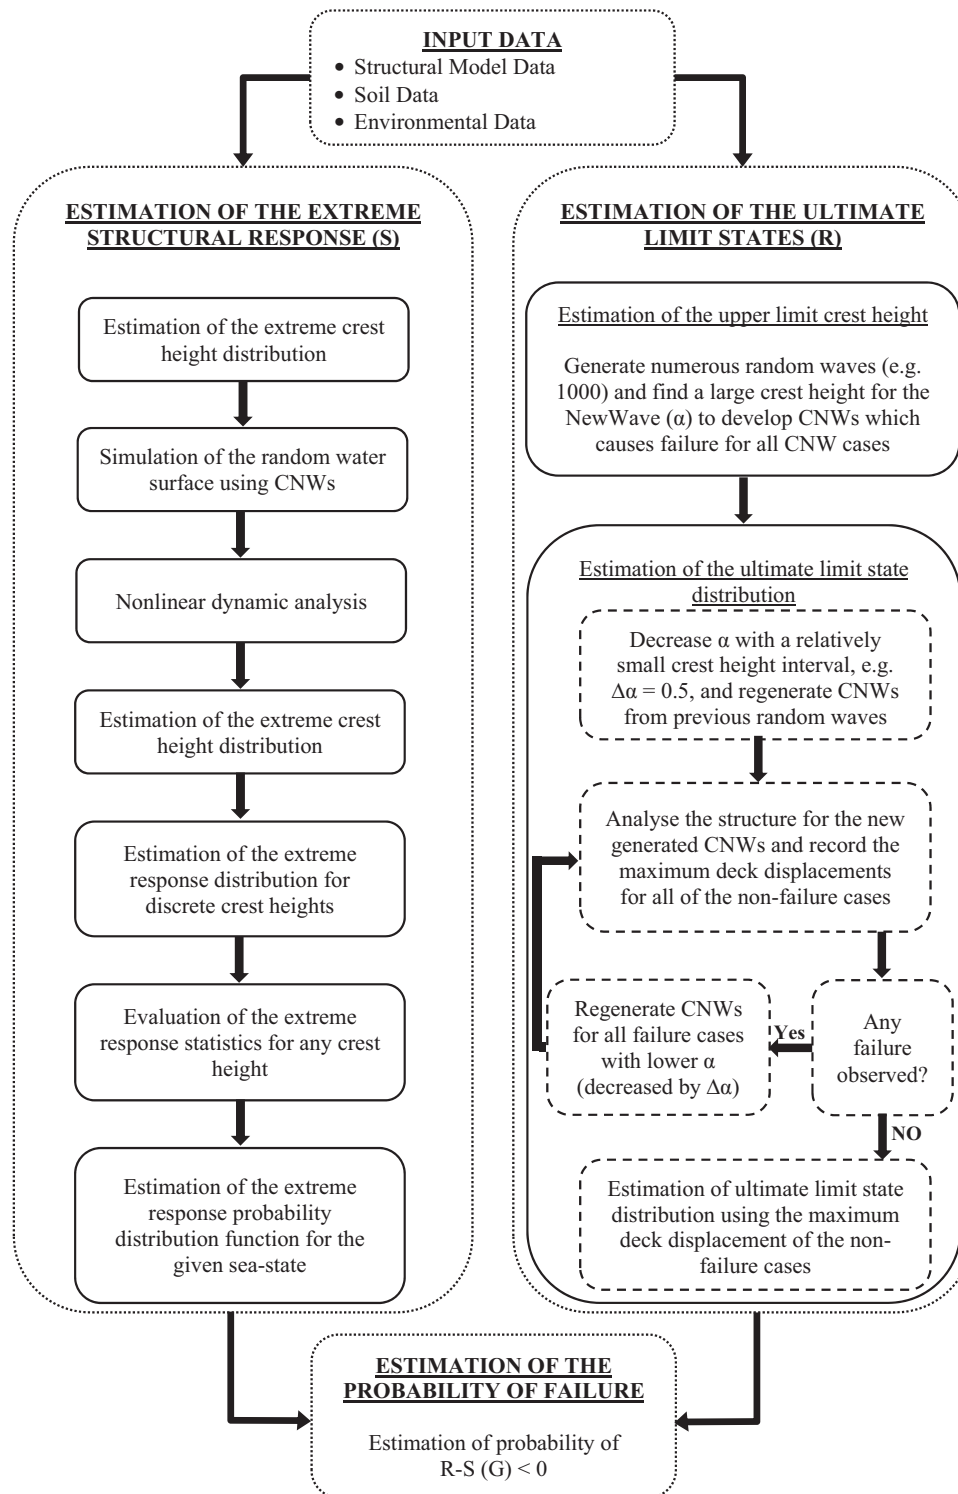 INPUT DATA
• Structural Model Data
• Soil Data
• Environmental Data
ESTIMATION OF THE EXTREME
STRUCTURAL RESPONSE (S)
Estimation of the extreme crest
height distribution
Simulation of the random water
surface using CNWs
Nonlinear dynamic analysis
Estimation of the extreme crest
height distribution
Estimation of the extreme
response distribution for
discrete crest heights
Evaluation of the extreme
response statistics for any crest
height
Estimation of the extreme
response probability
distribution function for the
given sea-state
ESTIMATION OF THE ULTIMATE
LIMIT STATES (R)
Estimation of the upper limit crest height
Generate numerous random waves (e.g.
1000) and find a large crest height for the
NewWave (α) to develop CNWs which
causes failure for all CNW cases
Estimation of the ultimate limit state
distribution
Decrease α with a relatively
small crest height interval, e.g.
Δα = 0.5, and regenerate CNWs
from previous random waves
Analyse the structure for the new
generated CNWs and record the
maximum deck displacements
for all of the non-failure cases
Any
failure
observed?
Yes
Regenerate CNWs
for all failure cases
with lower α
(decreased by Δα)
NO
Estimation of ultimate limit state
distribution using the maximum
deck displacement of the non-
failure cases
ESTIMATION OF THE
PROBABILITY OF FAILURE
Estimation of probability of
R-S (G) < 0